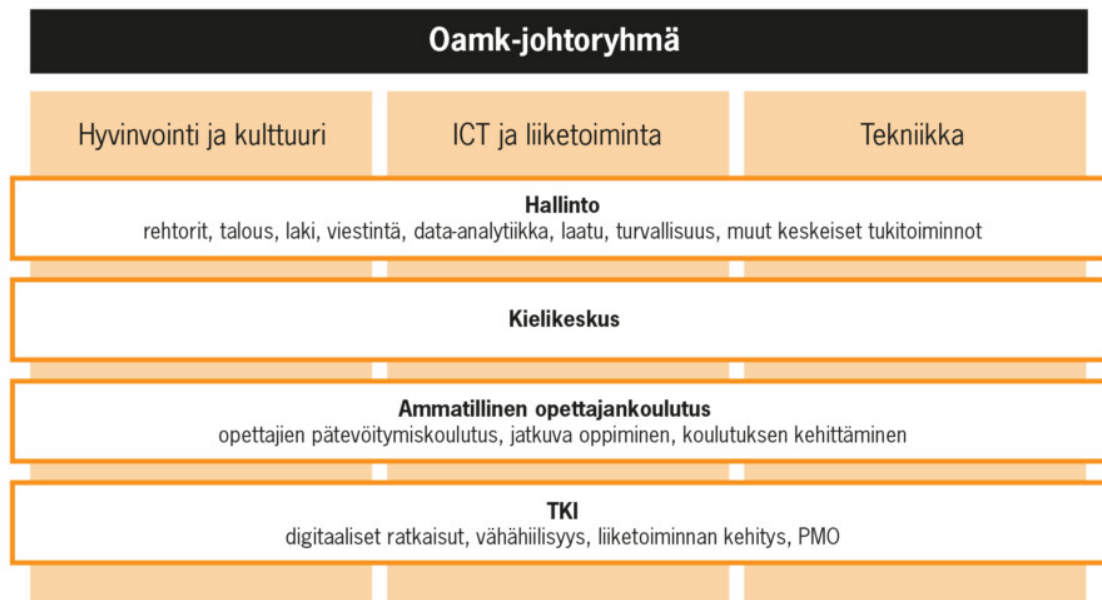 Oamk-johtoryhmä
Hyvinvointi ja kulttuuri
ICT ja liiketoiminta
Tekniikka
Hallinto
rehtorit, talous, laki, viestintä, data-analytiikka, laatu, turvallisuus, muut keskeiset tukitoiminnot
Kielikeskus
Ammatillinen opettajankoulutus
opettajien pätevöitymiskoulutus, jatkuva oppiminen, koulutuksen kehittäminen
TKI
digitaaliset ratkaisut, vähähiilisyys, liiketoiminnan kehitys, PMO